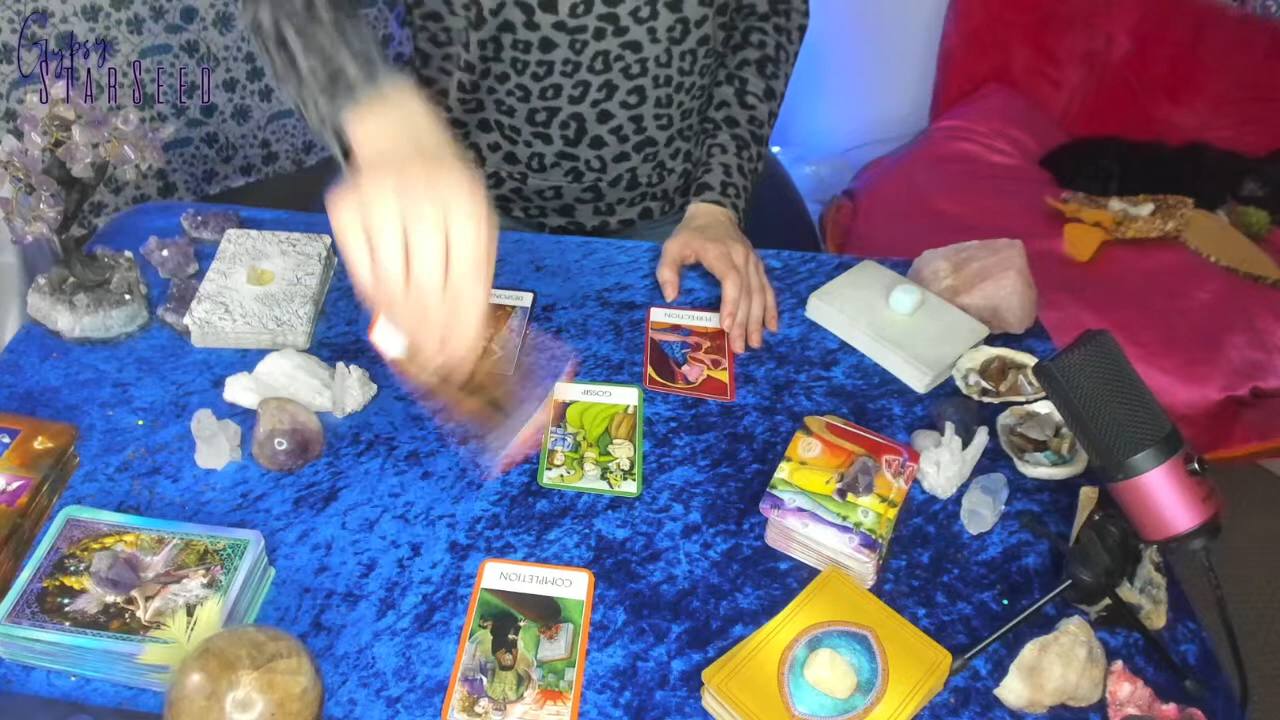 Gypsy
STARSEED
PERFECTION
GOSSIP
COMPLETION